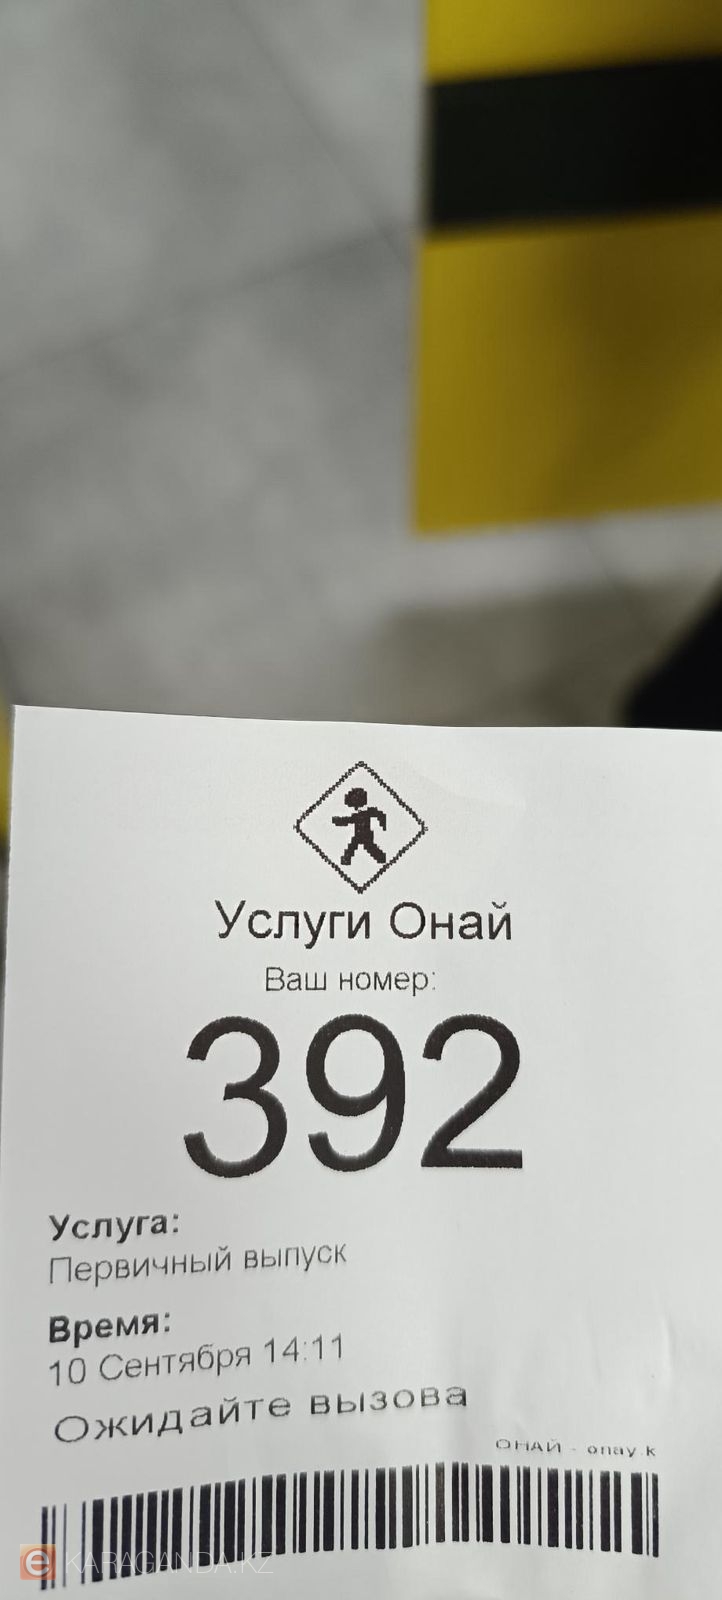 Услуги Онай
Ваш номер:
392
Услуга:
Первичный выпуск
Время:
10 Сентября 14:11
Ожидайте вызова
ОНАЙ - onay.k
e KARAGANDA.KZ